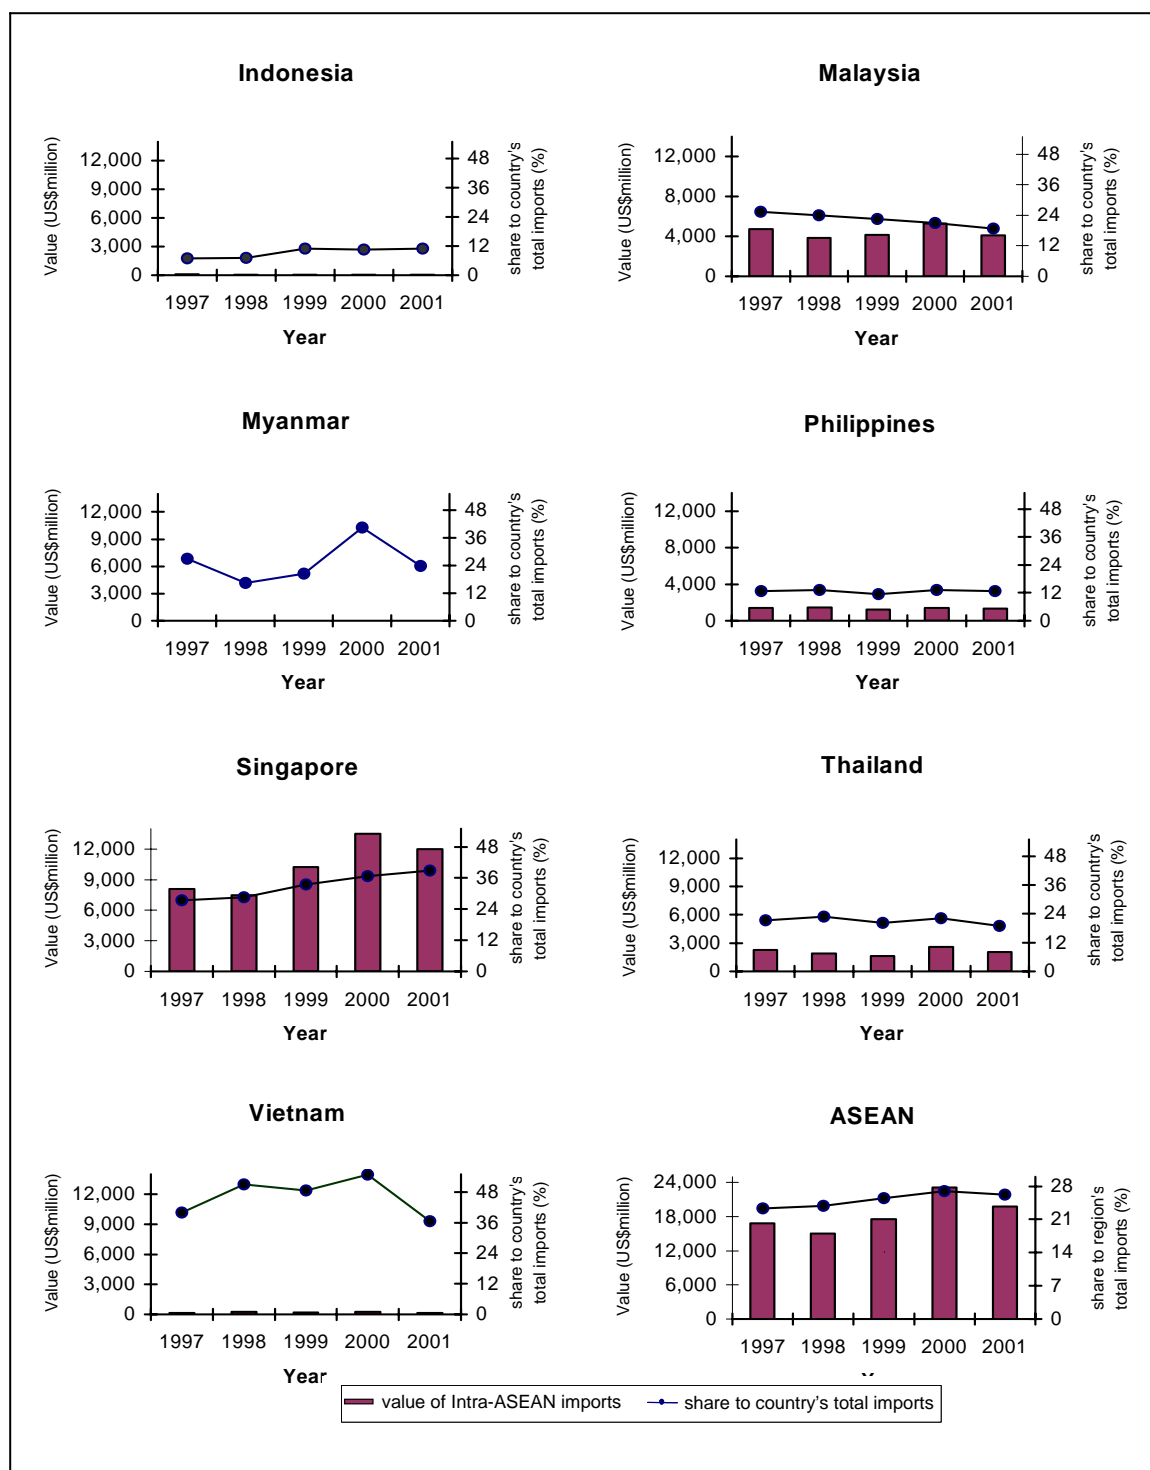 Indonesia
Value (US$million)
12,000
9,000
6,000
3,000
0
48
36
24
12
0
share to country's
total imports (%)
1997 1998 1999 2000 2001
Year
Malaysia
Value (US$million)
12,000
8,000
4,000
0
48
36
24
12
0
share to country's
total imports (%)
1997 1998 1999 2000 2001
Year
Myanmar
Value (US$million)
12,000
9,000
6,000
3,000
0
48
36
24
12
0
share to country's
total imports (%)
1997 1998 1999 2000 2001
Year
Philippines
Value (US$million)
12,000
8,000
4,000
0
48
36
24
12
0
share to country's
total imports (%)
1997 1998 1999 2000 2001
Year
Singapore
Value (US$million)
12,000
9,000
6,000
3,000
0
48
36
24
12
0
share to country's
total imports (%)
1997 1998 1999 2000 2001
Year
Thailand
Value (US$million)
12,000
9,000
6,000
3,000
0
48
36
24
12
0
share to country's
total imports (%)
1997 1998 1999 2000 2001
Year
Vietnam
Value (US$million)
12,000
9,000
6,000
3,000
0
48
36
24
12
0
share to country's
total imports (%)
1997 1998 1999 2000 2001
Year
ASEAN
Value (US$million)
24,000
18,000
12,000
6,000
0
28
21
14
7
0
share to region's
total imports (%)
1997 1998 1999 2000 2001
value of Intra-ASEAN imports
share to country's total imports